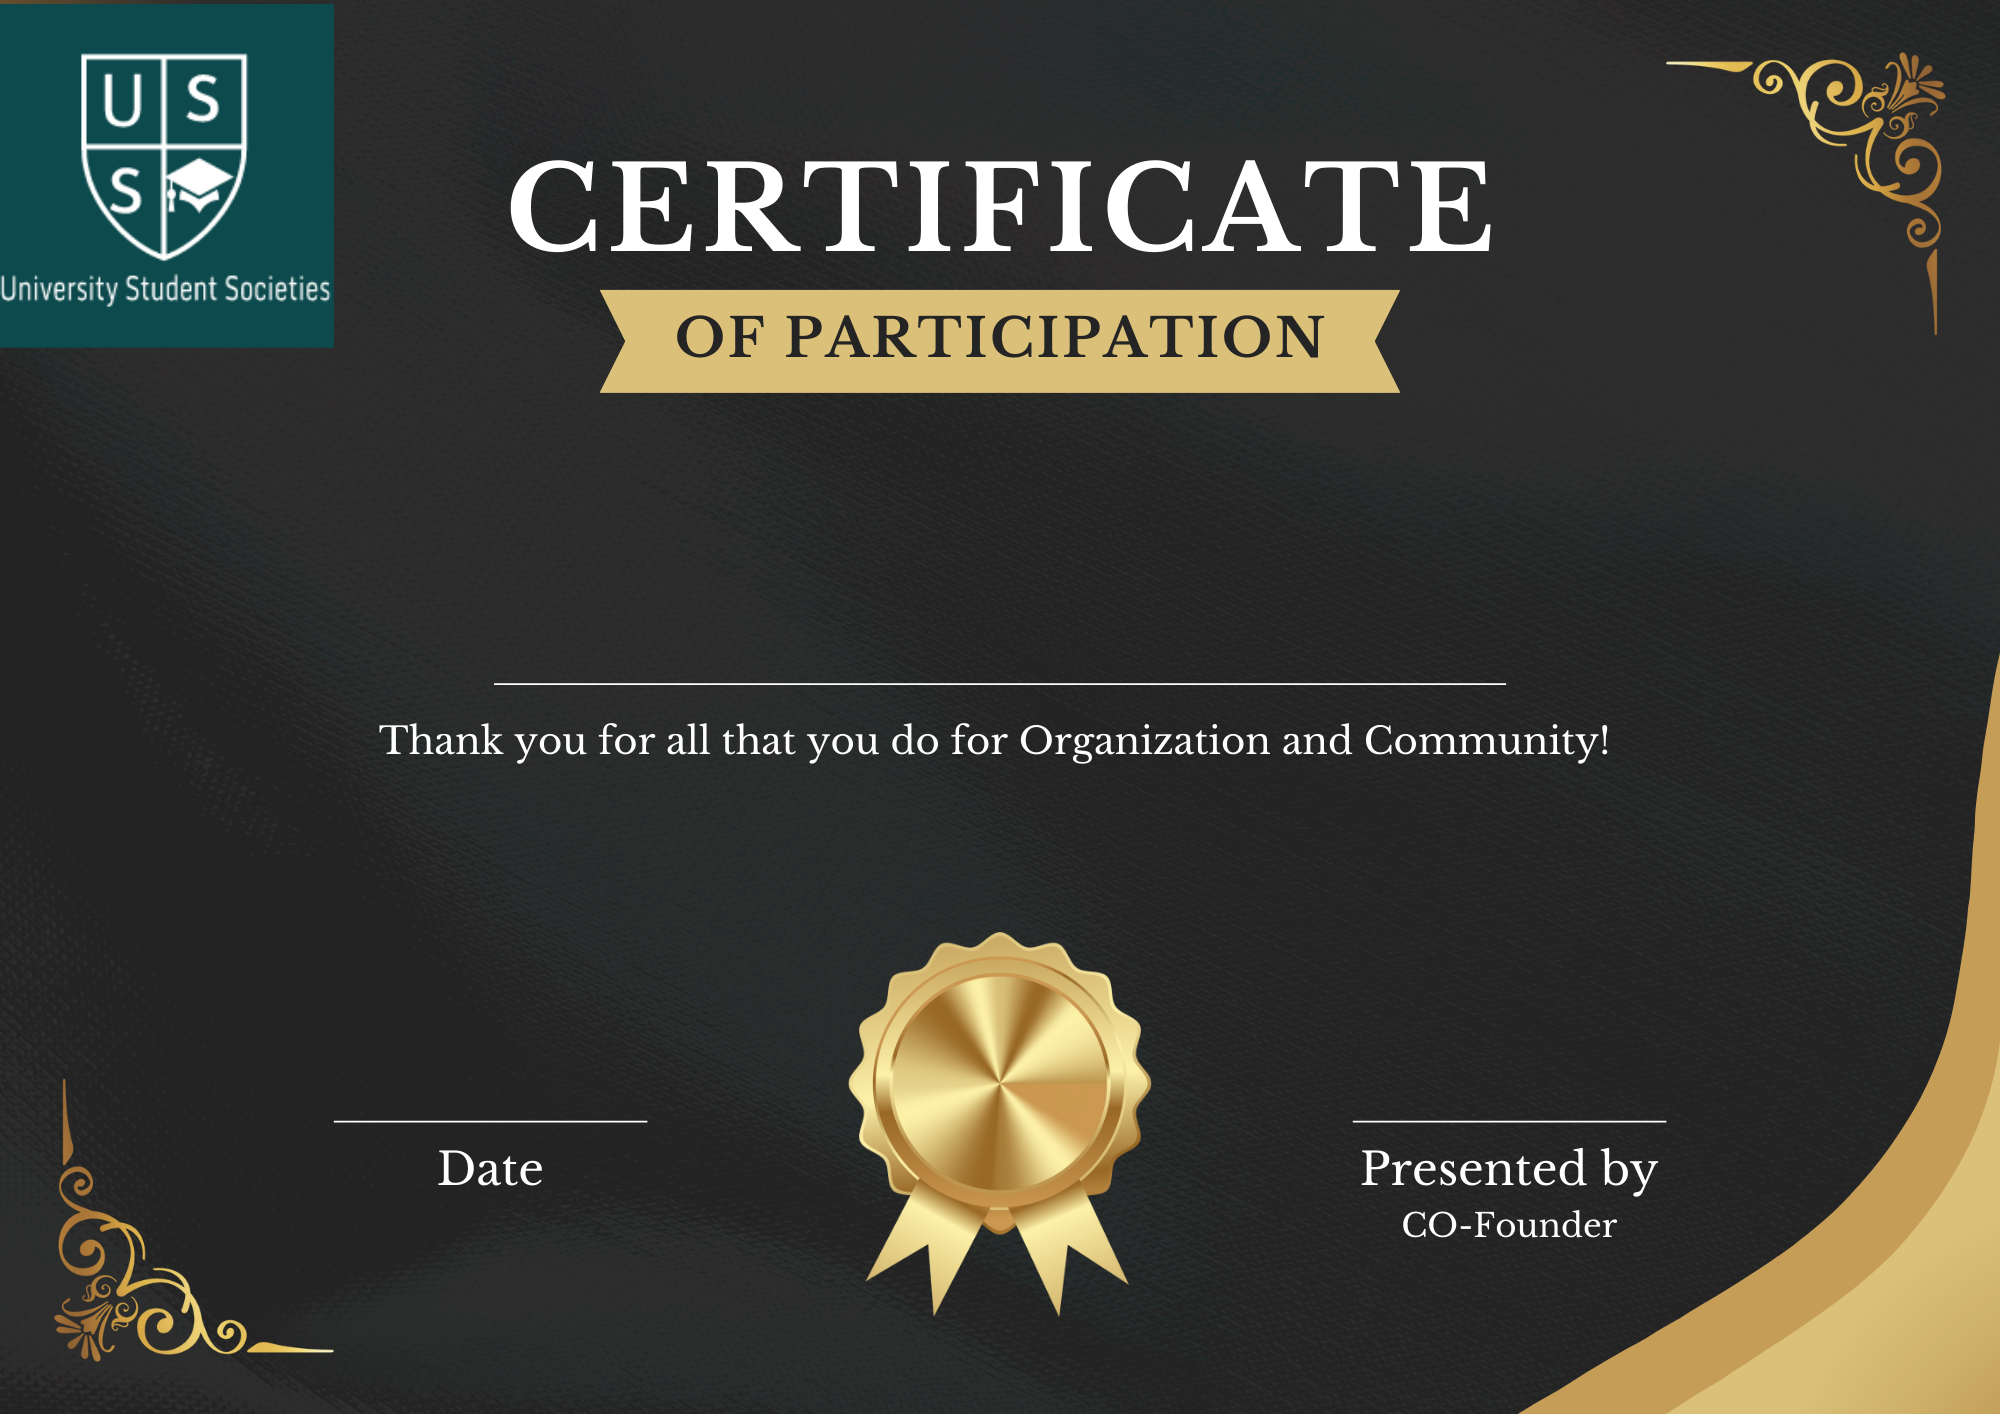 U S
S
University Student Societies
CERTIFICATE
OF PARTICIPATION
Thank you for all that you do for Organization and Community!
Date
Presented by
CO-Founder